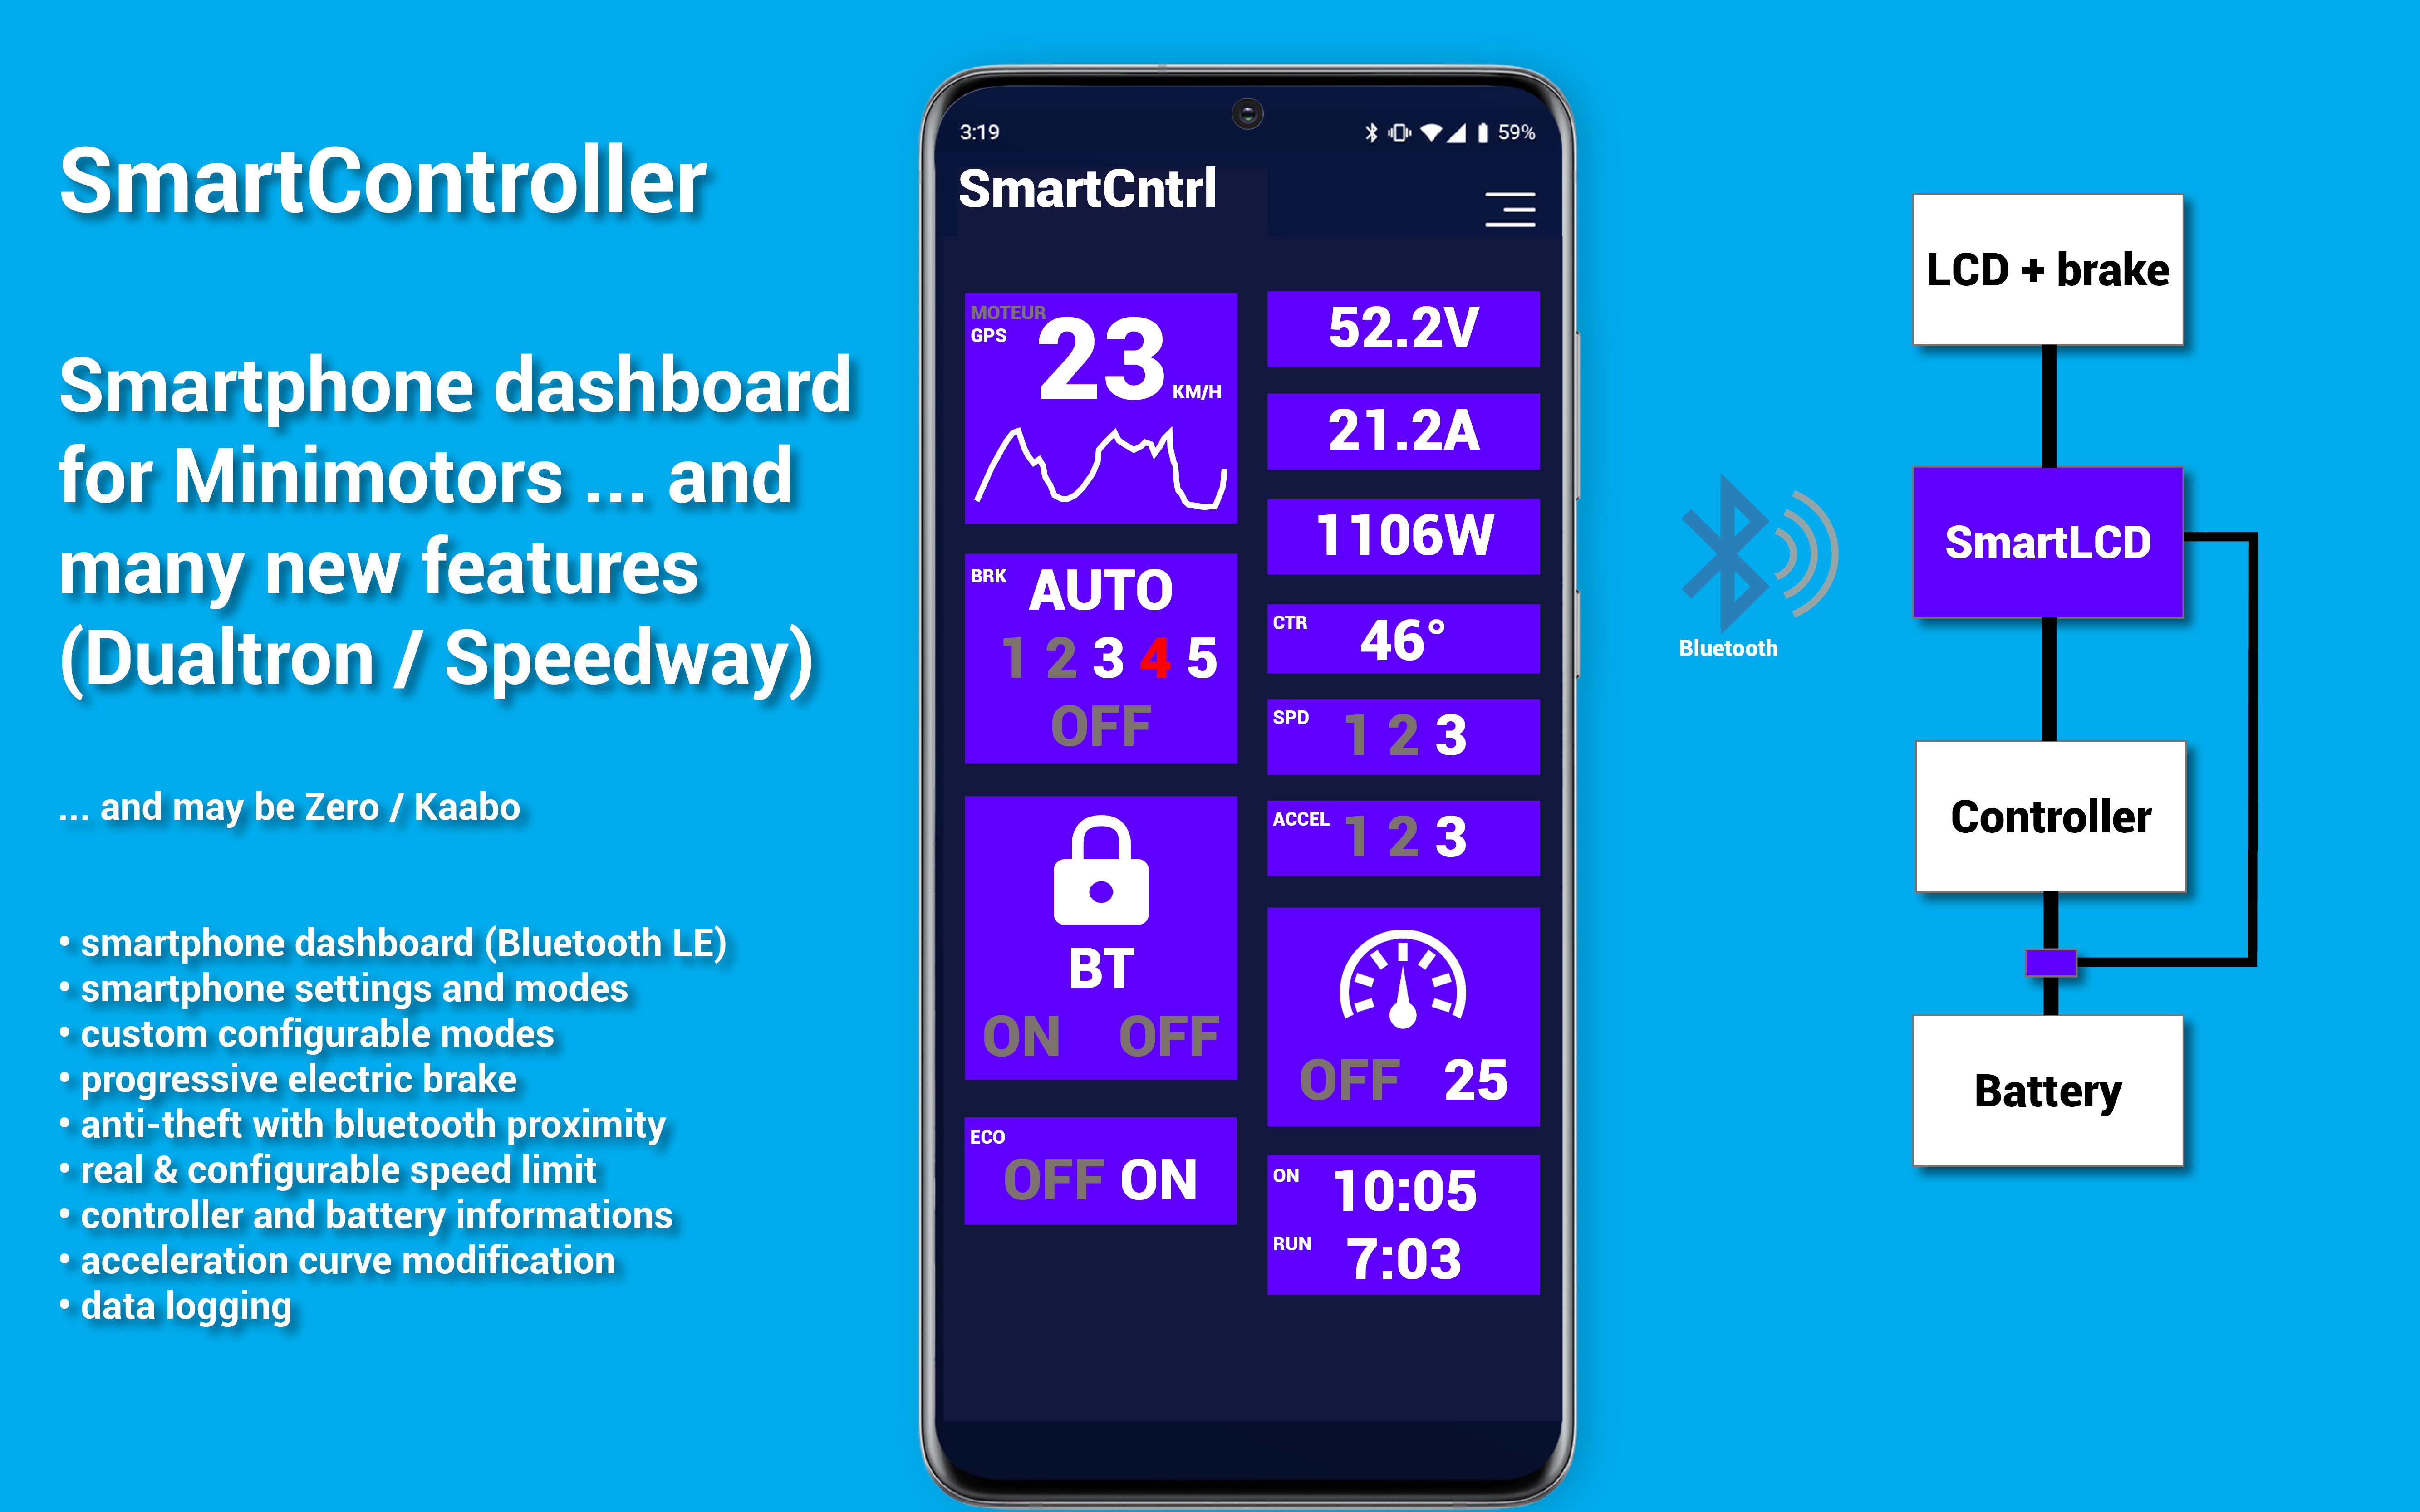 SmartController
Smartphone dashboard
for Minimotors ... and
many new features
(Dualtron / Speedway)
... and may be Zero / Kaabo
• smartphone dashboard (Bluetooth LE)
• smartphone settings and modes
• custom configurable modes
• progressive electric brake
• anti-theft with bluetooth proximity
• real & configurable speed limit
• controller and battery informations
• acceleration curve modification
• data logging
3:19
59%
SmartCntrl
MOTEUR
GPS
23 KM/H
BRK
AUTO
1 2 3 4 5
OFF
BT
ON OFF
ECO
OFF ON
52.2V
21.2A
1106W
CTR 46°
SPD 1 2 3
ACCEL 1 2 3
OFF 25
ON 10:05
RUN 7:03
Bluetooth
LCD + brake
SmartLCD
Controller
Battery